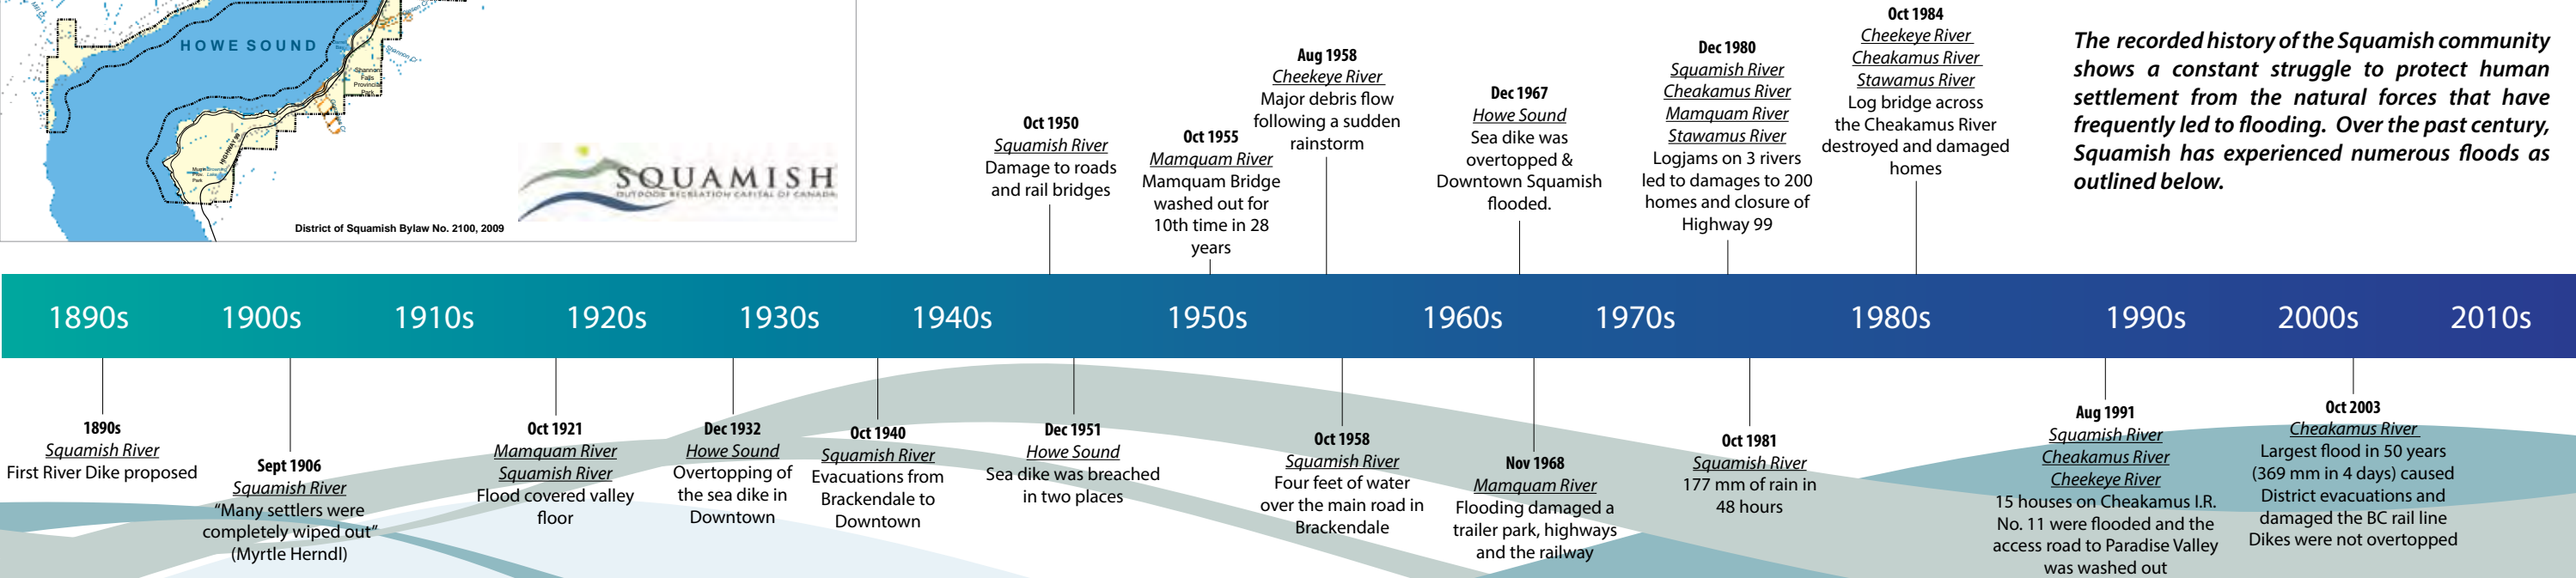 HOWE SOUND
Shannon
Falls
Provincial
Park
HIGHWAY 99
Park
SQUAMISH
OUTDOOR RECREATION CAPITAL OF CANADA
District of Squamish Bylaw No. 2100, 2009
Oct 1950
Squamish River
Damage to roads
and rail bridges
Oct 1955
Mamquam River
Mamquam Bridge
washed out for
10th time in 28
years
Aug 1958
Cheekeye River
Major debris flow
following a sudden
rainstorm
Dec 1967
Howe Sound
Sea dike was
overtopped &
Downtown Squamish
flooded.
Dec 1980
Squamish River
Cheakamus River
Mamquam River
Stawamus River
Logjams on 3 rivers
led to damages to 200
homes and closure of
Highway 99
Oct 1984
Cheekeye River
Cheakamus River
Stawamus River
Log bridge across
the Cheakamus River
destroyed and damaged
homes
The recorded history of the Squamish community
shows a constant struggle to protect human
settlement from the natural forces that have
frequently led to flooding. Over the past century,
Squamish has experienced numerous floods as
outlined below.
1890s 1900s 1910s 1920s 1930s 1940s 1950s 1960s 1970s 1980s 1990s 2000s 2010s
1890s
Squamish River
First River Dike proposed
Sept 1906
Squamish River
“Many settlers were
completely wiped out”
(Myrtle Herndl)
Oct 1921
Mamquam River
Squamish River
Flood covered valley
floor
Dec 1932
Howe Sound
Overtopping of
the sea dike in
Downtown
Oct 1940
Squamish River
Evacuations from
Brackendale to
Downtown
Dec 1951
Howe Sound
Sea dike was breached
in two places
Oct 1958
Squamish River
Four feet of water
over the main road in
Brackendale
Nov 1968
Mamquam River
Flooding damaged a
trailer park, highways
and the railway
Oct 1981
Squamish River
177 mm of rain in
48 hours
Aug 1991
Squamish River
Cheakamus River
Cheekeye River
15 houses on Cheakamus I.R.
No. 11 were flooded and the
access road to Paradise Valley
was washed out
Oct 2003
Cheakamus River
Largest flood in 50 years
(369 mm in 4 days) caused
District evacuations and
damaged the BC rail line
Dikes were not overtopped